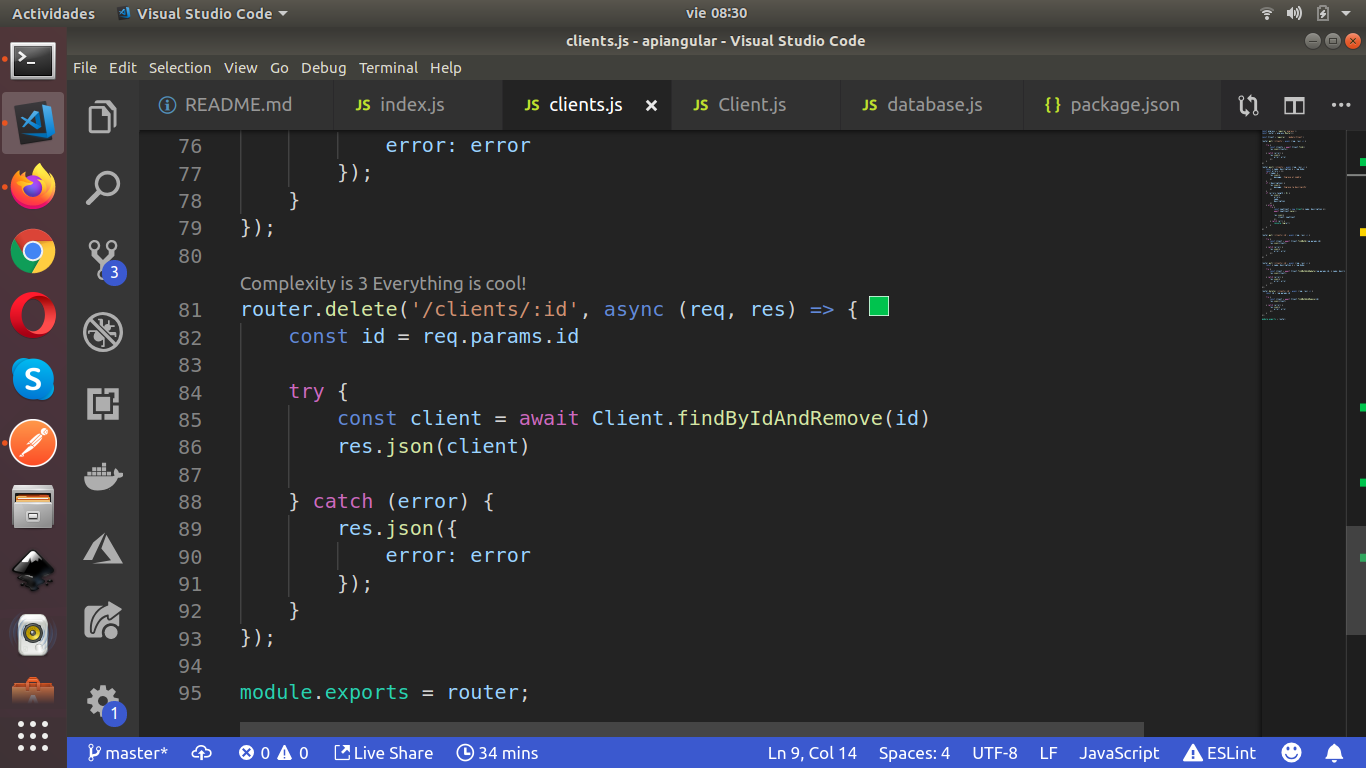 Actividades Visual Studio Code vie 08:30
clients.js - apiangular - Visual Studio Code
File Edit Selection View Go Debug Terminal Help
README.md JS index.js JS clients.js JS Client.js JS database.js {} package.json
76 error: error
77 });
78 }
79 });
80
Complexity is 3 Everything is cool!
81 router.delete('/clients/:id', async (req, res) => {
82 const id = req.params.id
83
84 try {
85 const client = await Client.findByIdAndRemove(id)
86 res.json(client)
87
88 } catch (error) {
89 res.json({
90 error: error
91 });
92 }
93 });
94
95 module.exports = router;
3
1
master* 0 0 Live Share 34 mins Ln 9, Col 14 Spaces: 4 UTF-8 LF JavaScript ESLint